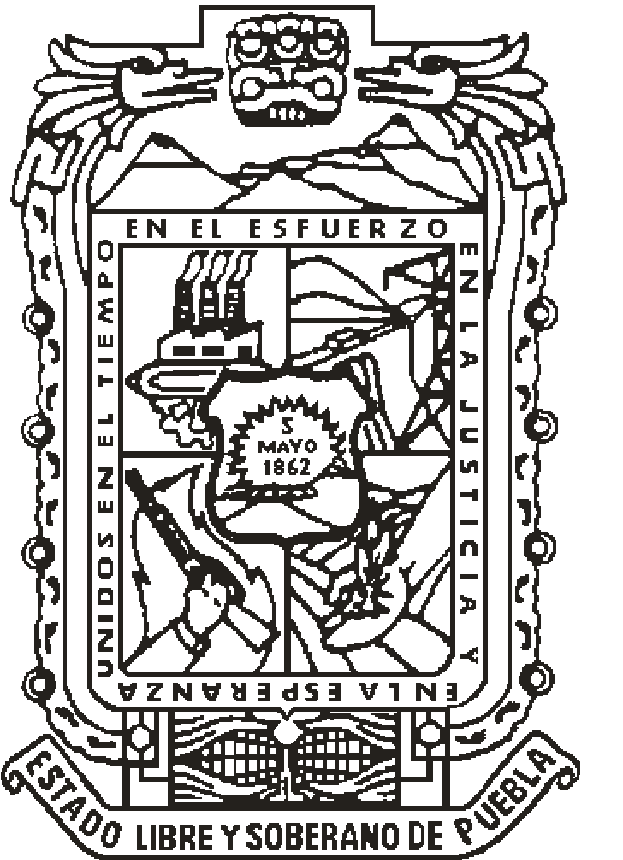 UNIDOS EN EL TIEMPO
EN EL ESFUERZO
EN LA JUSTICIA Y
EN LA ESPERANZA
5
MAYO
1862
ESTADO LIBRE Y SOBERANO DE PUEBLA